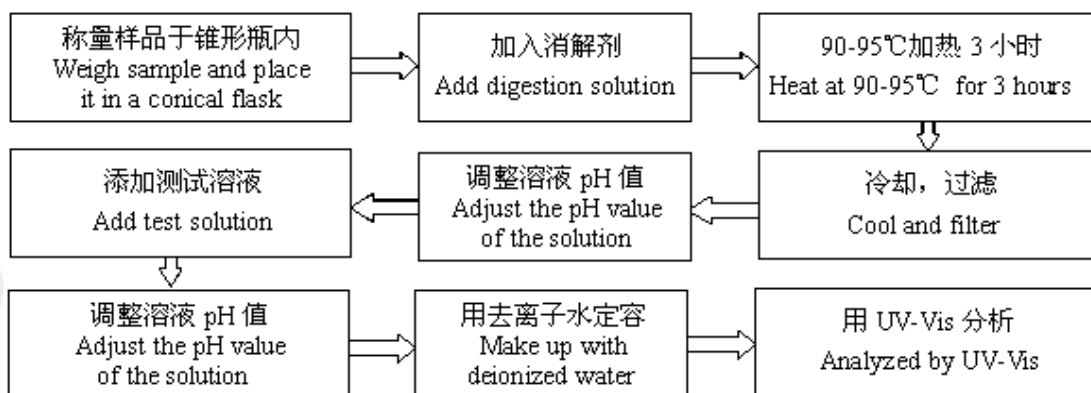 称量样品于锥形瓶内
Weigh sample and place
it in a conical flask
加入消解剂
Add digestion solution
90-95℃加热 3 小时
Heat at 90-95℃ for 3 hours
冷却，过滤
Cool and filter
调整溶液 pH 值
Adjust the pH value
of the solution
添加测试溶液
Add test solution
调整溶液 pH 值
Adjust the pH value
of the solution
用去离子水定容
Make up with
deionized water
用 UV-Vis 分析
Analyzed by UV-Vis